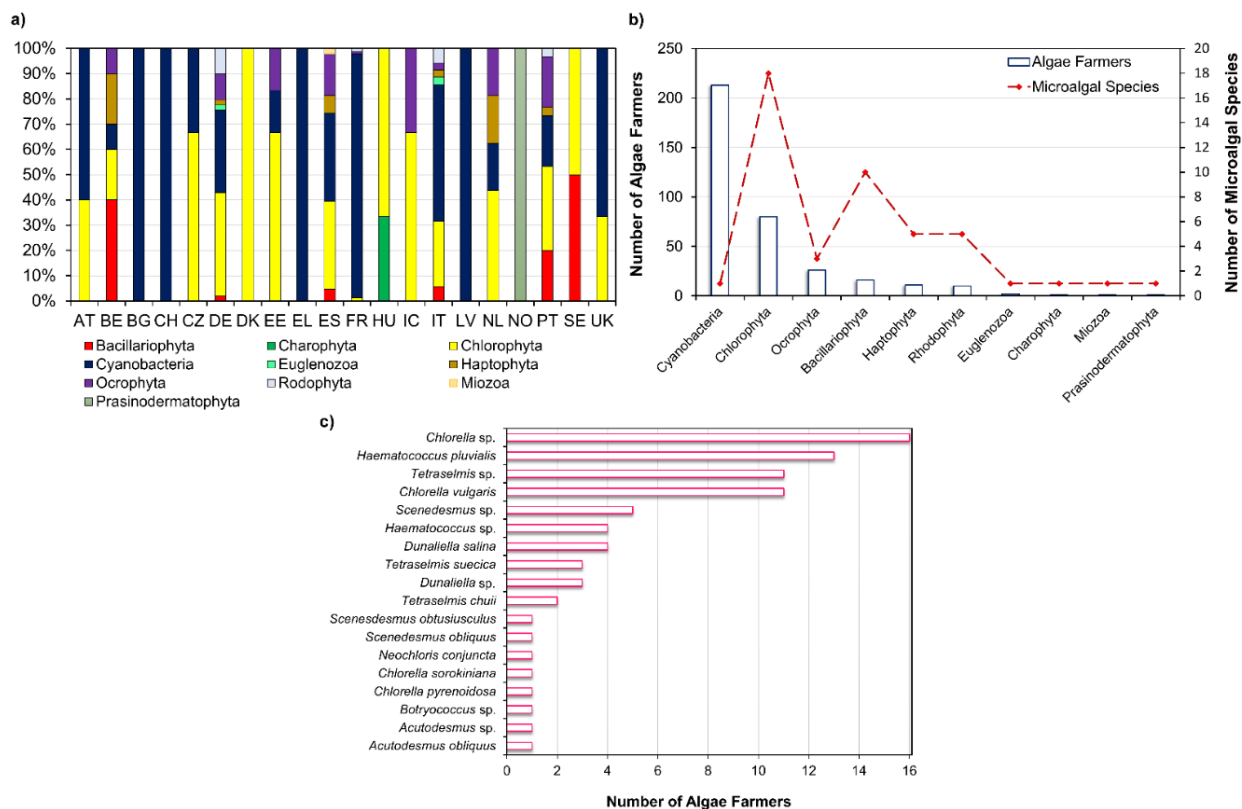 a)
100%
90%
80%
70%
60%
50%
40%
30%
20%
10%
0%
AT BE BG CH CZ DE DK EE EL ES FR HU IC IT LV NL NO PT SE UK
Bacillariophyta Charophyta Chlorophyta
Cyanobacteria Euglenozoa Haptophyta
Ocrophyta Rodophyta Miozoa
Prasinodermatophyta
b)
Number of Algae Farmers
250
200
150
100
50
0
Algae Farmers
Microalgal Species
20
18
16
14
12
10
8
6
4
2
0
Number of Microalgal Species
Cyanobacteria
Chlorophyta
Ocrophyta
Bacillariophyta
Haptophyta
Rhodophyta
Euglenozoa
Charophyta
Miozoa
Prasinodermatophyta
c)
Chlorella sp.
Haematococcus pluvialis
Tetraselmis sp.
Chlorella vulgaris
Scenedesmus sp.
Haematococcus sp.
Dunaliella salina
Tetraselmis suecica
Dunaliella sp.
Tetraselmis chuii
Scenesdesmus obtusiusculus
Scenedesmus obliquus
Neochloris conjuncta
Chlorella sorokiniana
Chlorella pyrenoidosa
Botryococcus sp.
Acutodesmus sp.
Acutodesmus obliquus
0 2 4 6 8 10 12 14 16
Number of Algae Farmers